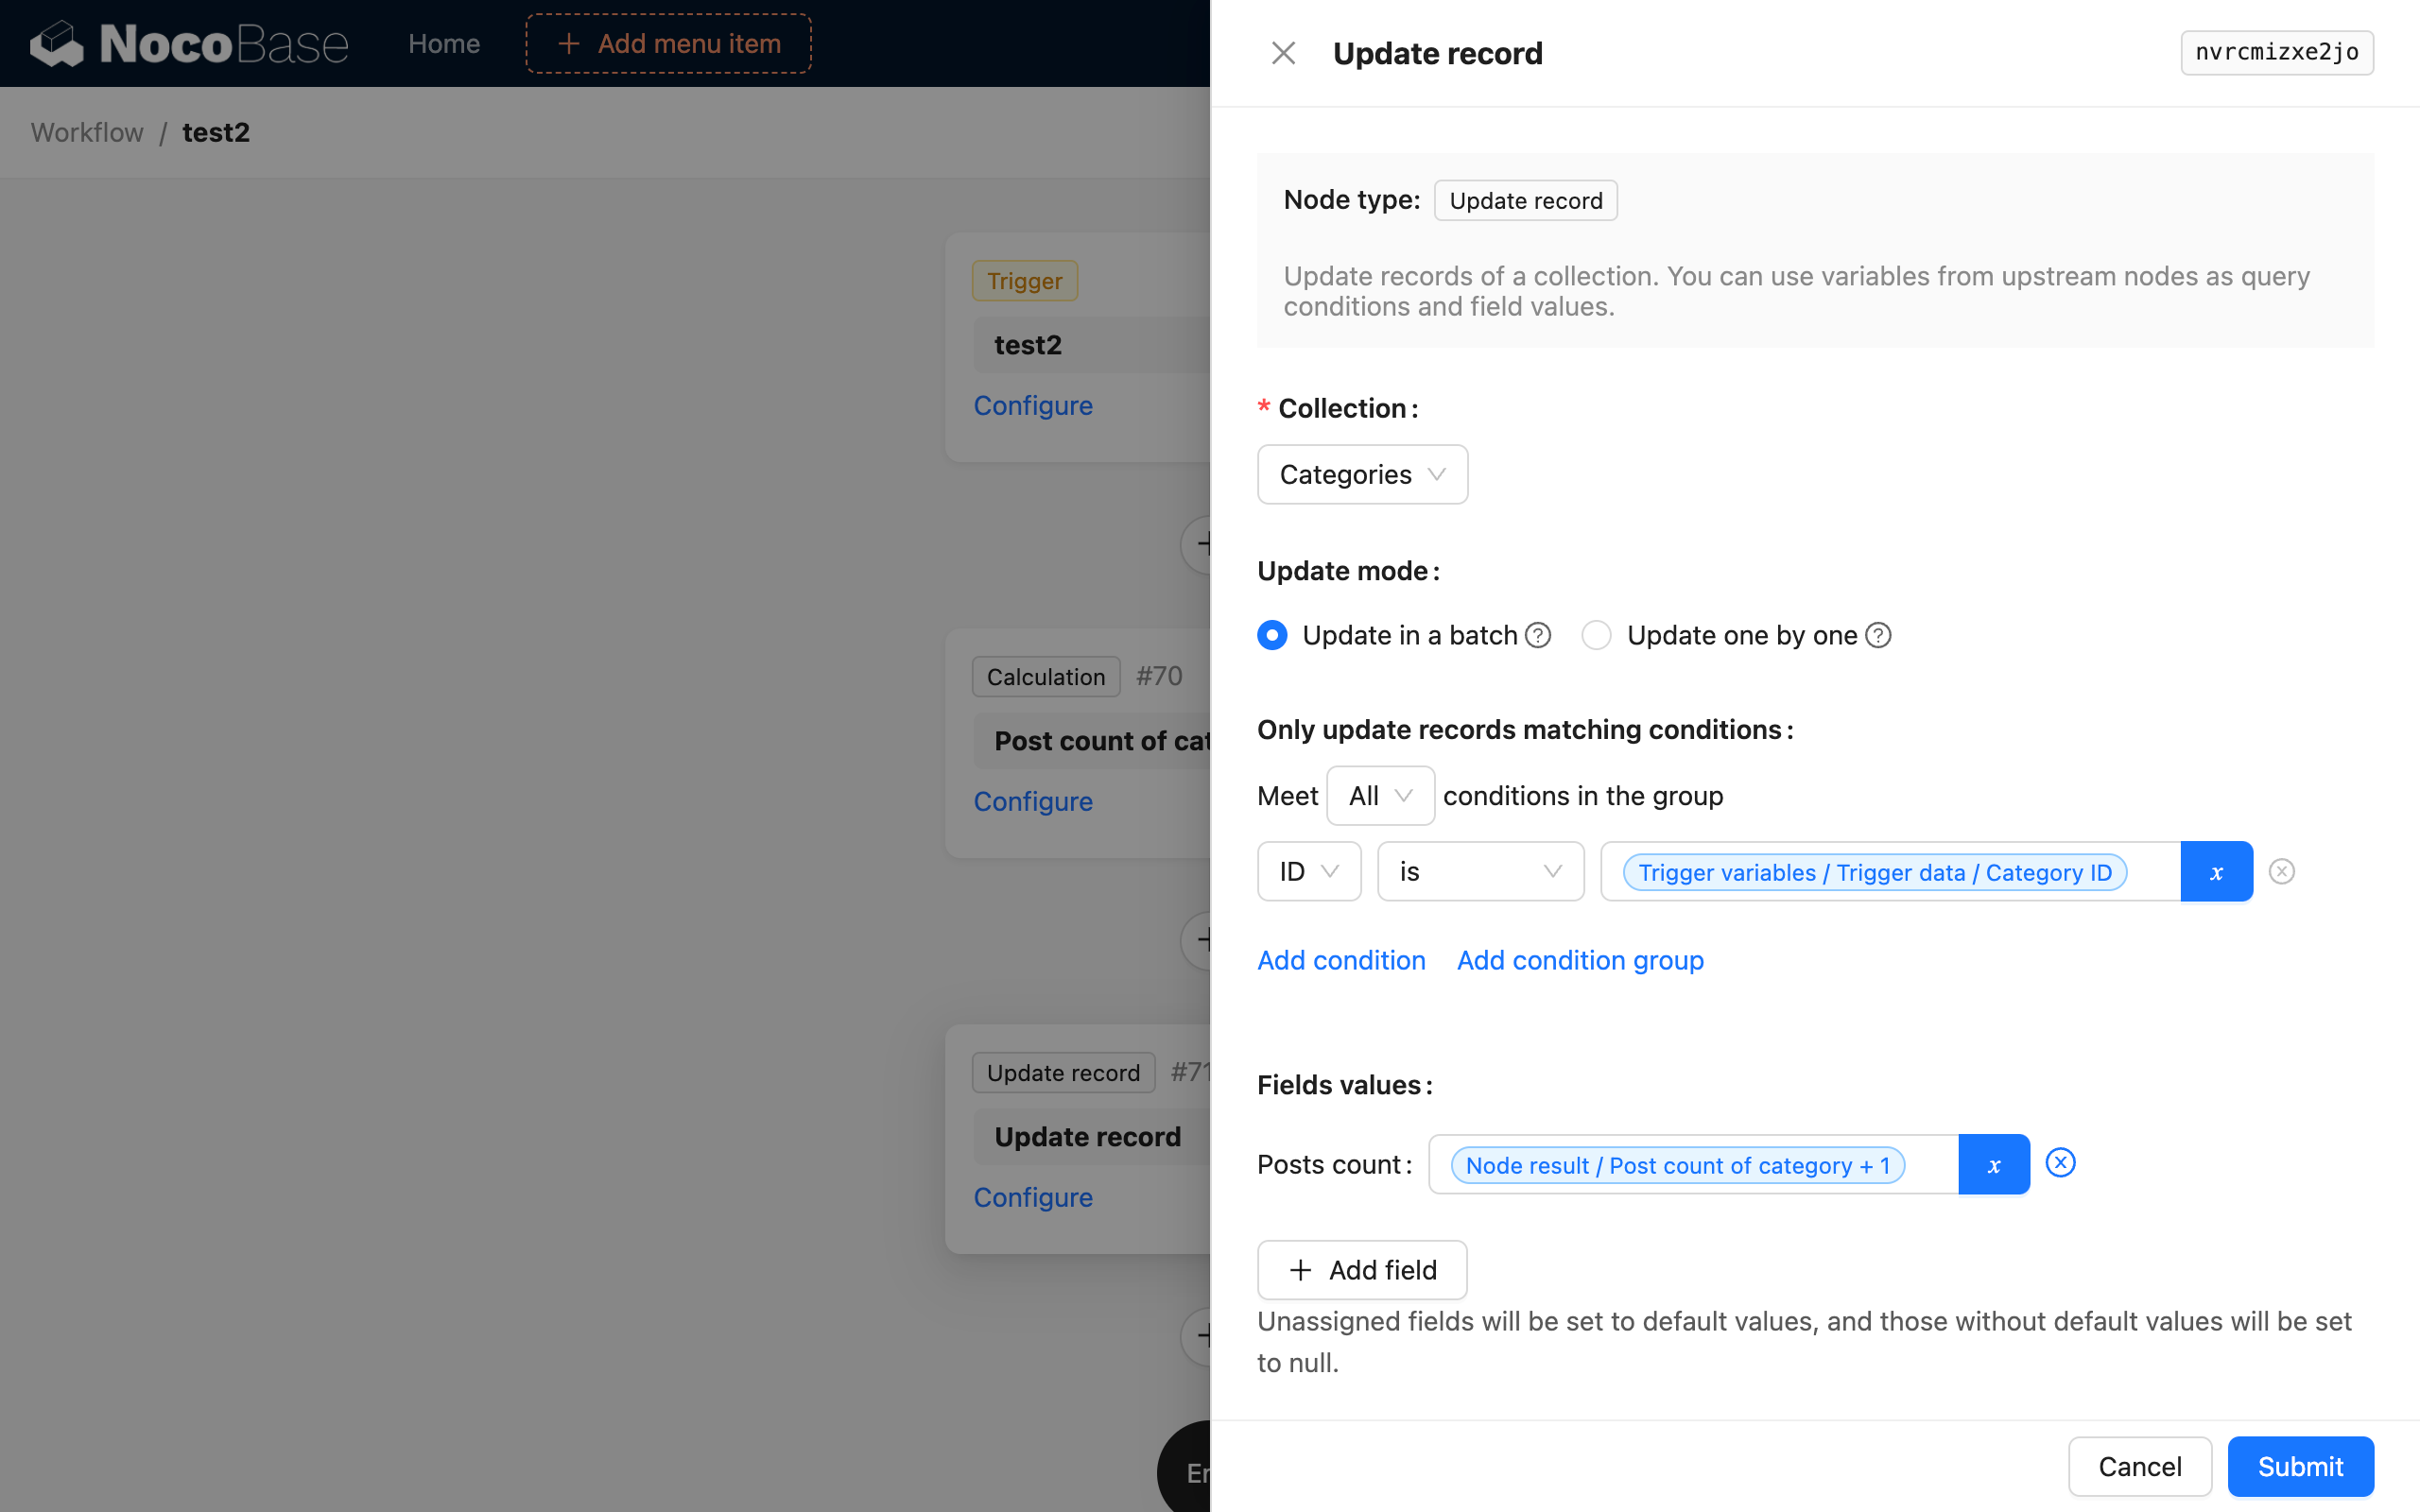 NocoBase Home + Add menu item
Workflow / test2
Trigger
test2
Configure
Calculation #70
Post count of cat
Configure
Update record #71
Update record
Configure
Update record nvrcmizxe2jo
Node type: Update record
Update records of a collection. You can use variables from upstream nodes as query
conditions and field values.
* Collection:
Categories
Update mode:
Update in a batch Update one by one
Only update records matching conditions:
Meet All conditions in the group
ID is Trigger variables / Trigger data / Category ID x
Add condition Add condition group
Fields values:
Posts count: Node result / Post count of category + 1 x
+ Add field
Unassigned fields will be set to default values, and those without default values will be set
to null.
Cancel Submit